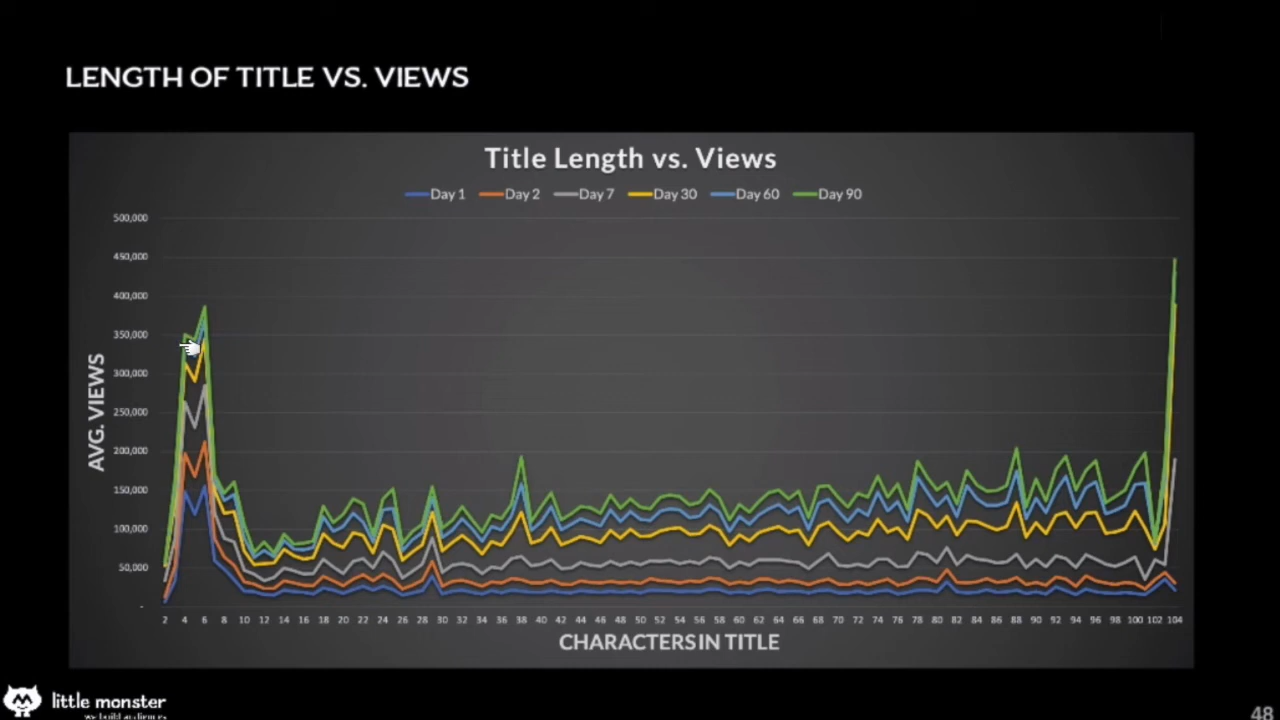 LENGTH OF TITLE VS. VIEWS
Title Length vs. Views
Day 1 Day 2 Day 7 Day 30 Day 60 Day 90
500,000
450,000
400,000
350,000
300,000
250,000
200,000
150,000
100,000
50,000
-
AVG. VIEWS
2 4 6 8 10 12 14 16 18 20 22 24 26 28 30 32 34 36 38 40 42 44 46 48 50 52 54 56 58 60 62 64 66 68 70 72 74 76 78 80 82 84 86 88 90 92 94 96 98 100 102 104
CHARACTERS IN TITLE
little monster
we build audiences
48